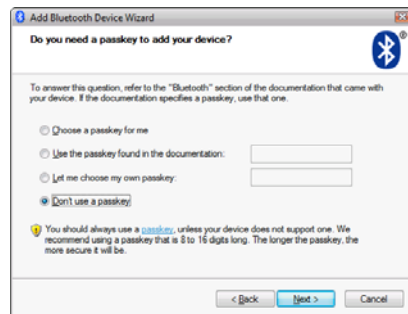 Add Bluetooth Device Wizard
Do you need a passkey to add your device?
®
To answer this question, refer to the "Bluetooth" section of the documentation that came with
your device. If the documentation specifies a passkey, use that one.
Choose a passkey for me
Use the passkey found in the documentation:
Let me choose my own passkey:
Don't use a passkey
You should always use a passkey, unless your device does not support one. We
recommend using a passkey that is 8 to 16 digits long. The longer the passkey, the
more secure it will be.
< Back Next > Cancel